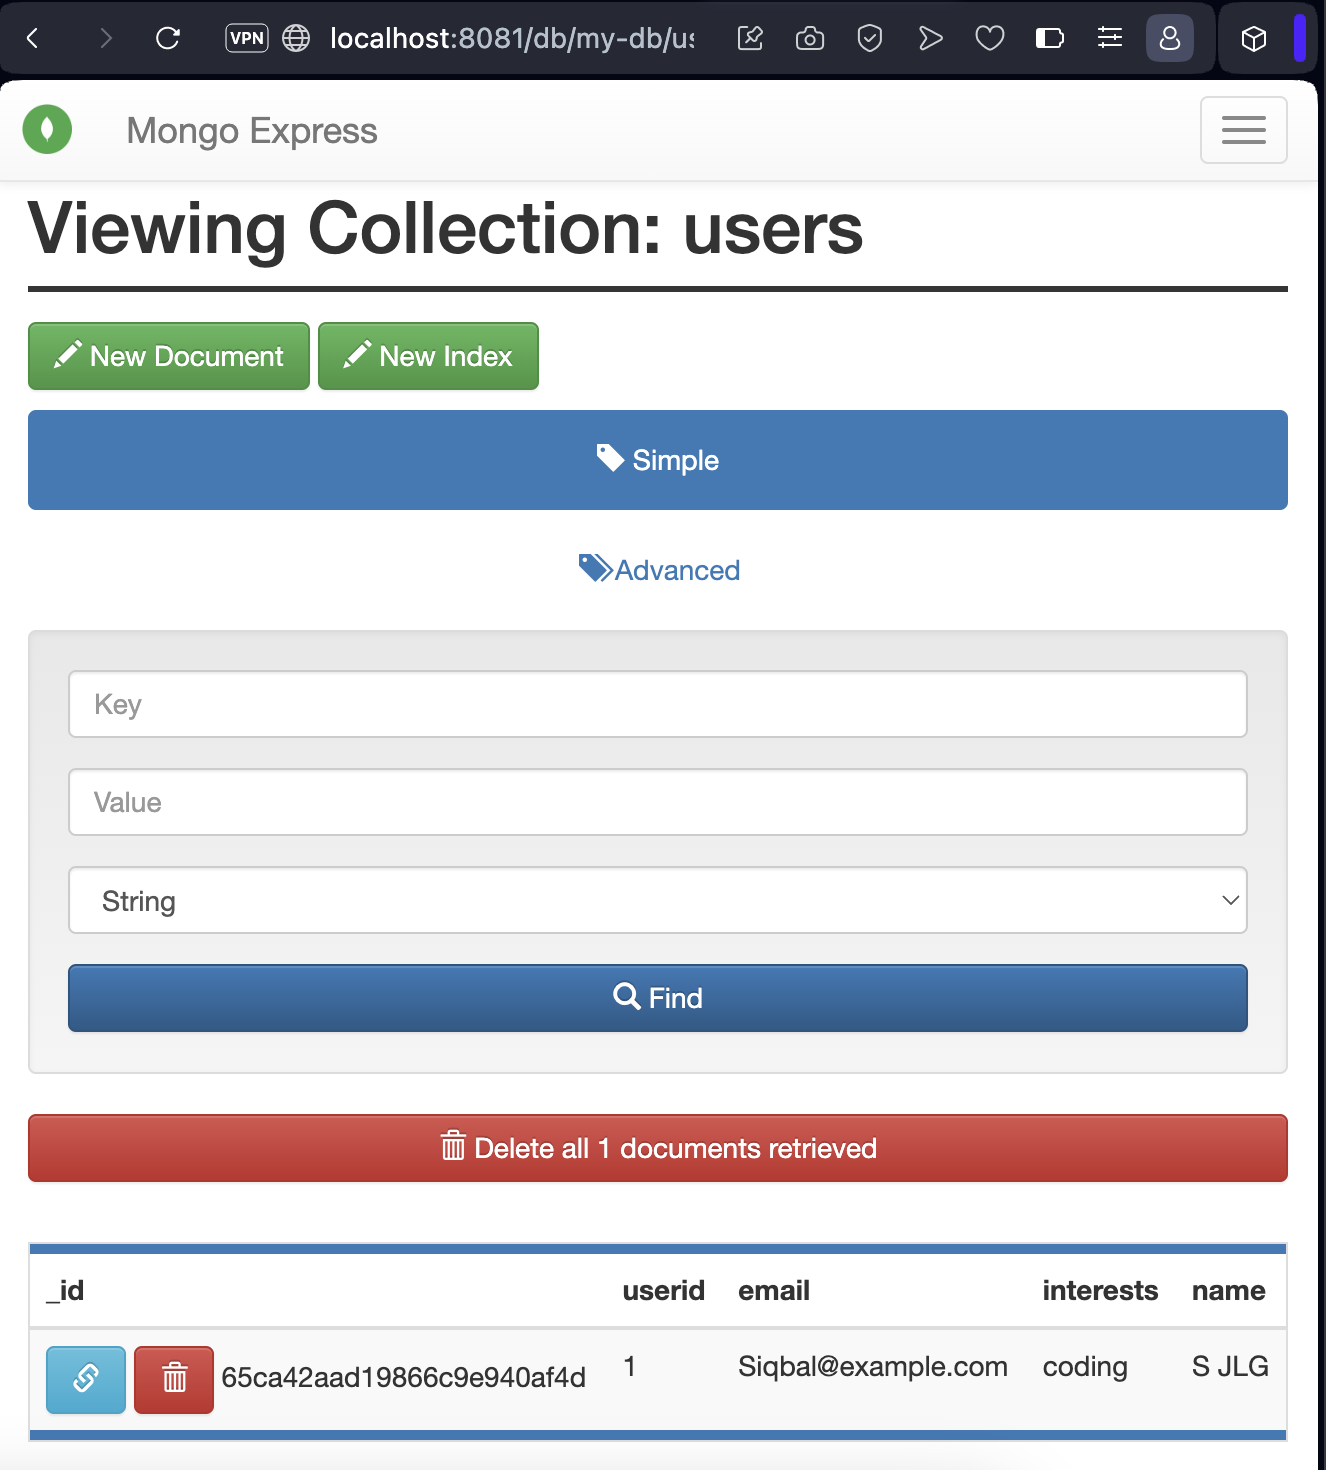 VPN localhost:8081/db/my-db/us
Mongo Express
Viewing Collection: users
New Document New Index
Simple
Advanced
Key
Value
String
Find
Delete all 1 documents retrieved
_id userid email interests name
65ca42aad19866c9e940af4d 1 Siqbal@example.com coding S JLG